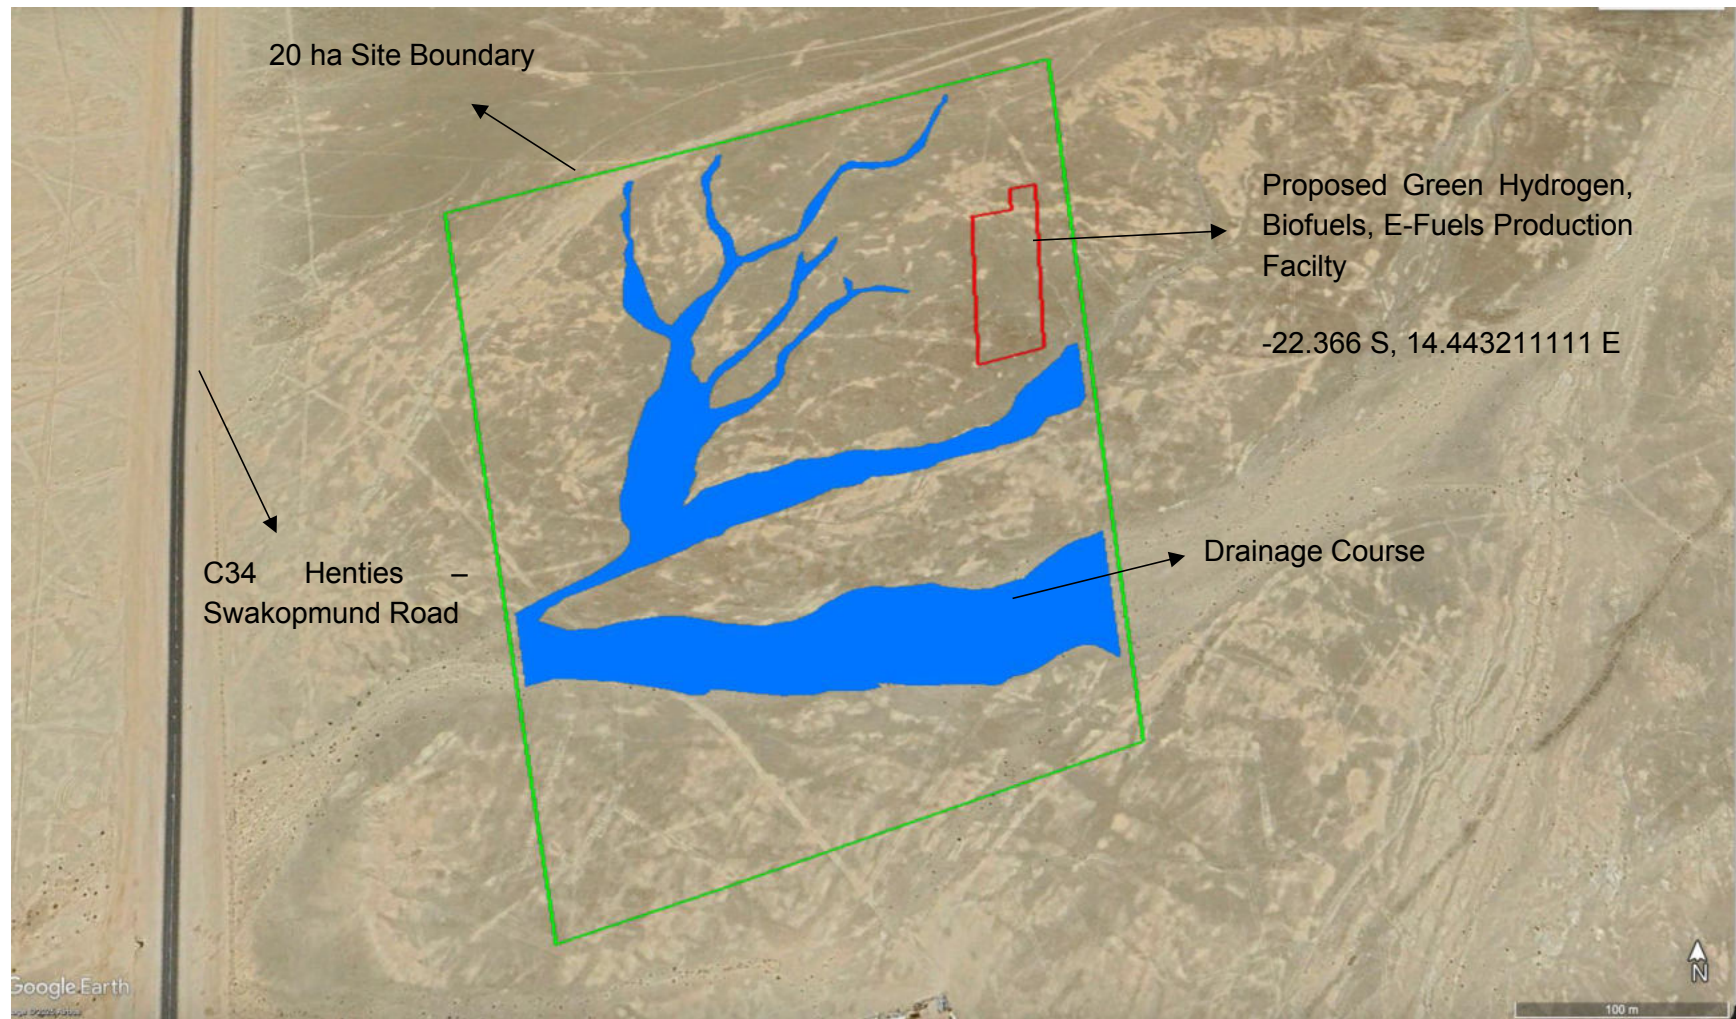 20 ha Site Boundary
Proposed Green Hydrogen,
Biofuels, E-Fuels Production
Facilty
-22.366 S, 14.443211111 E
Drainage Course
C34 Henties –
Swakopmund Road
Google Earth
N
100 m